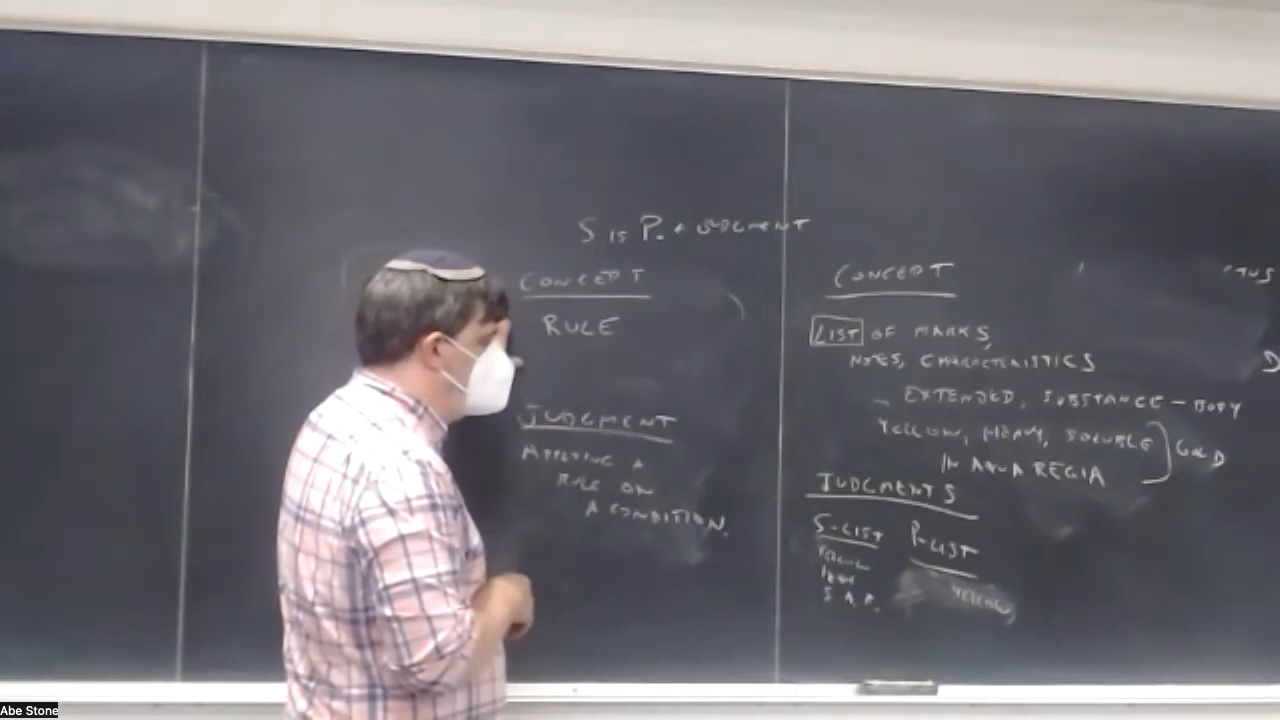 S IS P. A JUDGMENT
CONCEPT
RULE
JUDGMENT
APPLYING A
RULE ON
A CONDITION.
CONCEPT
LIST OF MARKS,
NOTES, CHARACTERISTICS
EXTENDED, SUBSTANCE - BODY
YELLOW, HEAVY, SOLUBLE
IN AQUA REGIA
GOLD
JUDGMENTS
S-LIST P-LIST
YELLOW
HEAVY
S. A. R.
YELLOW
D
Abe Stone